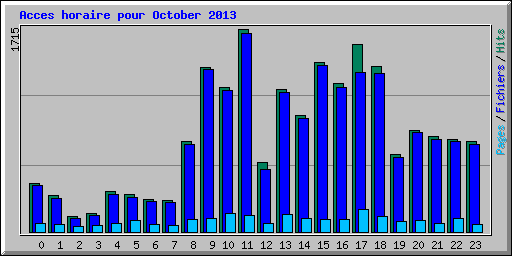 Acces horaire pour October 2013
1715
Pages / Fichiers / Hits
0 1 2 3 4 5 6 7 8 9 10 11 12 13 14 15 16 17 18 19 20 21 22 23